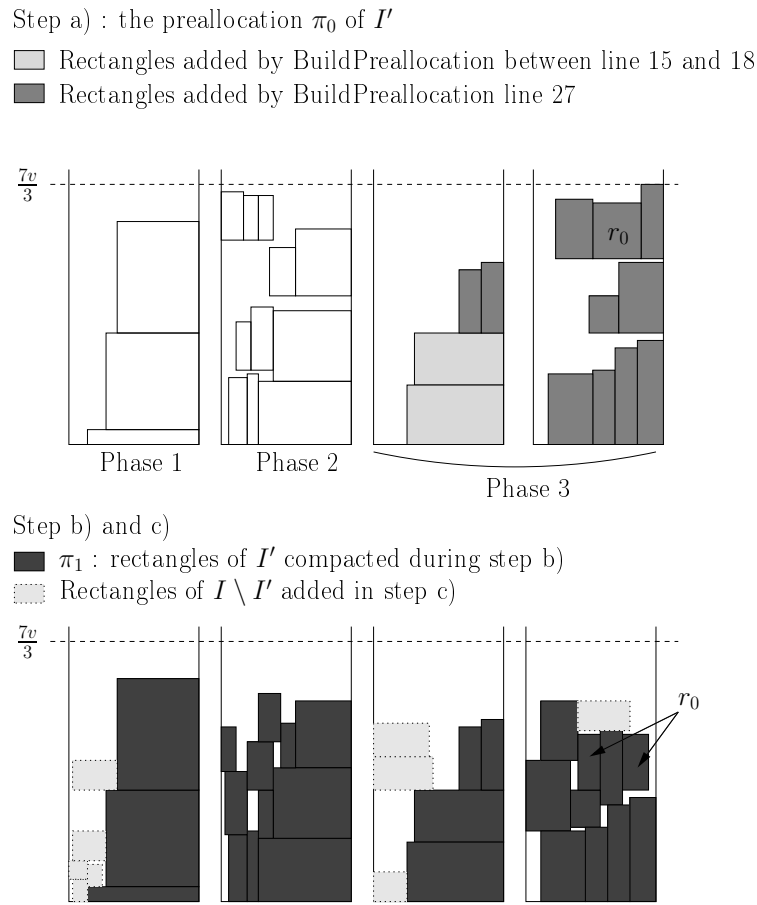 Step a) : the preallocation π₀ of I′
Rectangles added by BuildPreallocation between line 15 and 18
Rectangles added by BuildPreallocation line 27
7v/3
r₀
Phase 1
Phase 2
Phase 3
Step b) and c)
π₁ : rectangles of I′ compacted during step b)
Rectangles of I \ I′ added in step c)
7v/3
r₀